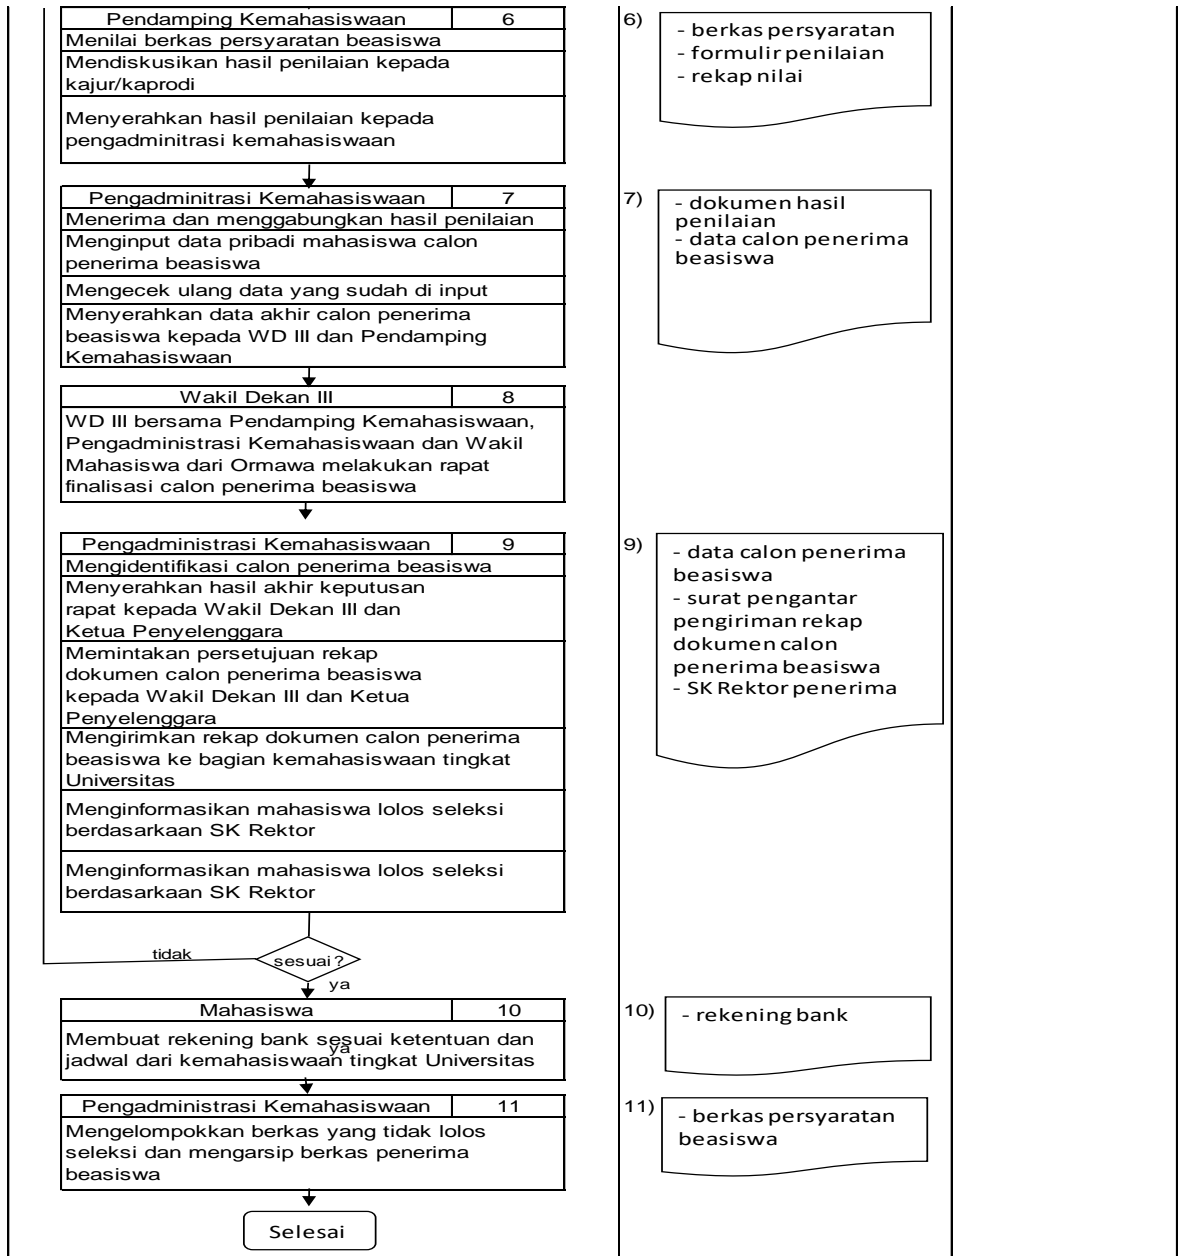 Pendamping Kemahasiswaan 6
Menilai berkas persyaratan beasiswa
Mendiskusikan hasil penilaian kepada
kajur/kaprodi
Menyerahkan hasil penilaian kepada
pengadminitrasi kemahasiswaan
6)
- berkas persyaratan
- formulir penilaian
- rekap nilai
Pengadminitrasi Kemahasiswaan 7
Menerima dan menggabungkan hasil penilaian
Menginput data pribadi mahasiswa calon
penerima beasiswa
Mengecek ulang data yang sudah di input
Menyerahkan data akhir calon penerima
beasiswa kepada WD III dan Pendamping
Kemahasiswaan
7)
- dokumen hasil
penilaian
- data calon penerima
beasiswa
Wakil Dekan III 8
WD III bersama Pendamping Kemahasiswaan,
Pengadministrasi Kemahasiswaan dan Wakil
Mahasiswa dari Ormawa melakukan rapat
finalisasi calon penerima beasiswa
Pengadministrasi Kemahasiswaan 9
Mengidentifikasi calon penerima beasiswa
Menyerahkan hasil akhir keputusan
rapat kepada Wakil Dekan III dan
Ketua Penyelenggara
Memintakan persetujuan rekap
dokumen calon penerima beasiswa
kepada Wakil Dekan III dan Ketua
Penyelenggara
Mengirimkan rekap dokumen calon penerima
beasiswa ke bagian kemahasiswaan tingkat
Universitas
Menginformasikan mahasiswa lolos seleksi
berdasarkaan SK Rektor
Menginformasikan mahasiswa lolos seleksi
berdasarkaan SK Rektor
9)
- data calon penerima
beasiswa
- surat pengantar
pengiriman rekap
dokumen calon
penerima beasiswa
- SK Rektor penerima
tidak
sesuai?
ya
Mahasiswa 10
Membuat rekening bank sesuai ketentuan dan
ya
jadwal dari kemahasiswaan tingkat Universitas
10)
- rekening bank
Pengadministrasi Kemahasiswaan 11
Mengelompokkan berkas yang tidak lolos
seleksi dan mengarsip berkas penerima
beasiswa
11)
- berkas persyaratan
beasiswa
Selesai